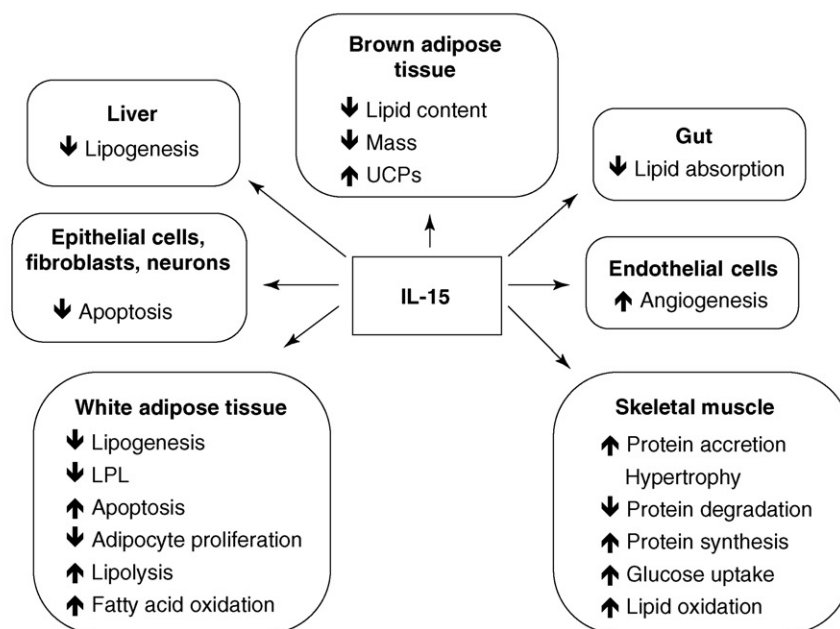 Brown adipose
tissue
↓ Lipid content
↓ Mass
↑ UCPs
Liver
↓ Lipogenesis
Gut
↓ Lipid absorption
Epithelial cells,
fibroblasts, neurons
↓ Apoptosis
IL-15
Endothelial cells
↑ Angiogenesis
White adipose tissue
↓ Lipogenesis
↓ LPL
↑ Apoptosis
↓ Adipocyte proliferation
↑ Lipolysis
↑ Fatty acid oxidation
Skeletal muscle
↑ Protein accretion
Hypertrophy
↓ Protein degradation
↑ Protein synthesis
↑ Glucose uptake
↑ Lipid oxidation